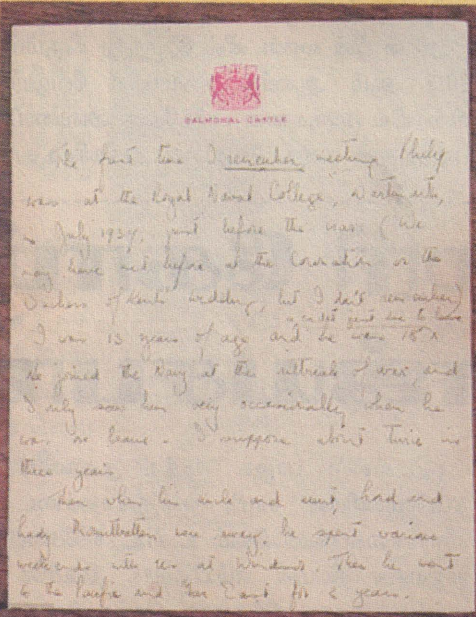 BALMORAL CASTLE
The first time I remember meeting Philip
was at the Royal Naval College, Dartmouth,
in July 1939, just before the war. (We
may have met before at the Coronation or the
Duchess of Kent's wedding, but I don't remember)
a cadet just due to leave
I was 13 years of age and he was 18 x
He joined the Navy at the outbreak of war, and
I only saw him very occasionally when he
was on leave - I suppose about twice in
three years.
Then when his uncle and aunt, Lord and
Lady Mountbatten were away, he spent various
weekends with us at Windsor. Then he went
to the Pacific and Far East for 2 years.